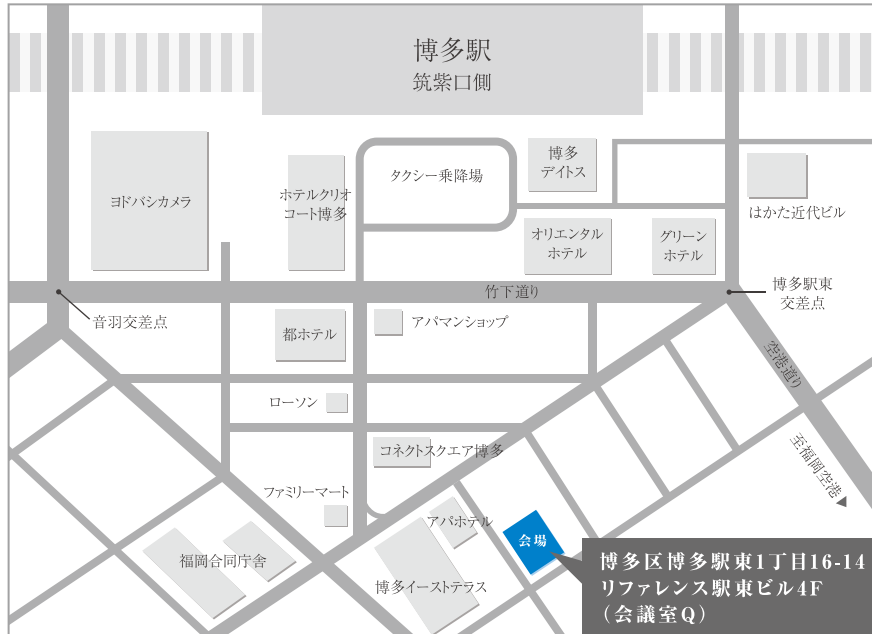 博多駅
筑紫口側
ヨドバシカメラ
ホテルクリオ
コート博多
タクシー乗降場
博多
デイトス
はかた近代ビル
オリエンタル
ホテル
グリーン
ホテル
竹下道り
博多駅東
交差点
音羽交差点
都ホテル
アパマンショップ
空港道り
ローソン
コネクトスクエア博多
至福岡空港
ファミリーマート
アパホテル
会場
福岡合同庁舎
博多イーストテラス
博多区博多駅東1丁目16-14
リファレンス駅東ビル4F
（会議室Q）